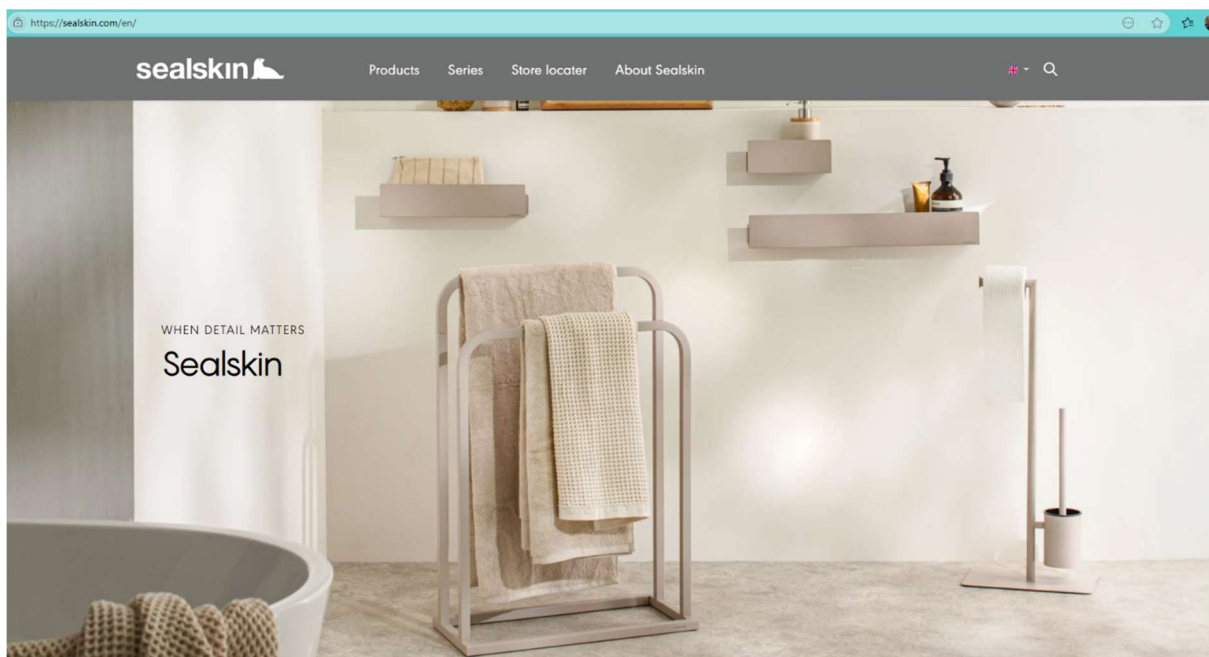 https://sealskin.com/en/
sealskin
Products Series Store locater About Sealskin
WHEN DETAIL MATTERS
Sealskin